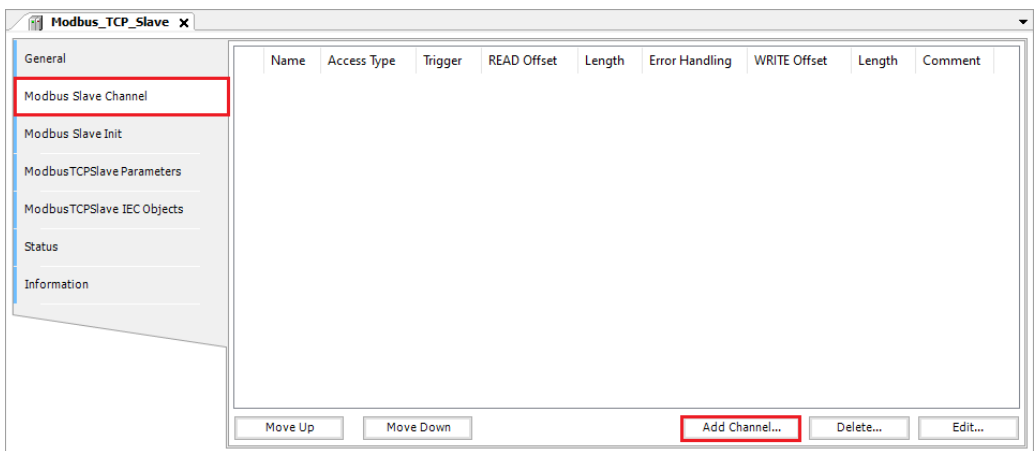 Modbus_TCP_Slave x
General
Modbus Slave Channel
Modbus Slave Init
ModbusTCPSlave Parameters
ModbusTCPSlave IEC Objects
Status
Information
Name Access Type Trigger READ Offset Length Error Handling WRITE Offset Length Comment
Move Up Move Down Add Channel... Delete... Edit...